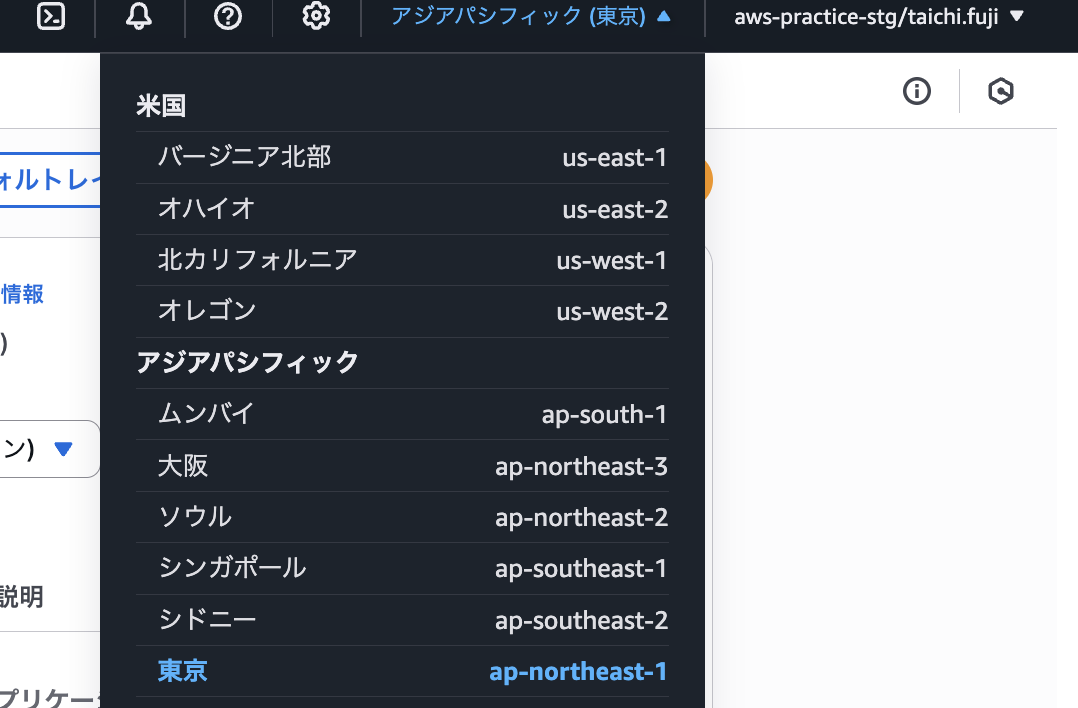 アジアパシフィック (東京) ▲ aws-practice-stg/taichi.fuji ▼
米国
バージニア北部 us-east-1
ォルトレイ
オハイオ us-east-2
北カリフォルニア us-west-1
情報
オレゴン us-west-2
)
アジアパシフィック
ムンバイ ap-south-1
ン) ▼
大阪 ap-northeast-3
ソウル ap-northeast-2
シンガポール ap-southeast-1
説明
シドニー ap-southeast-2
東京 ap-northeast-1
プリケー